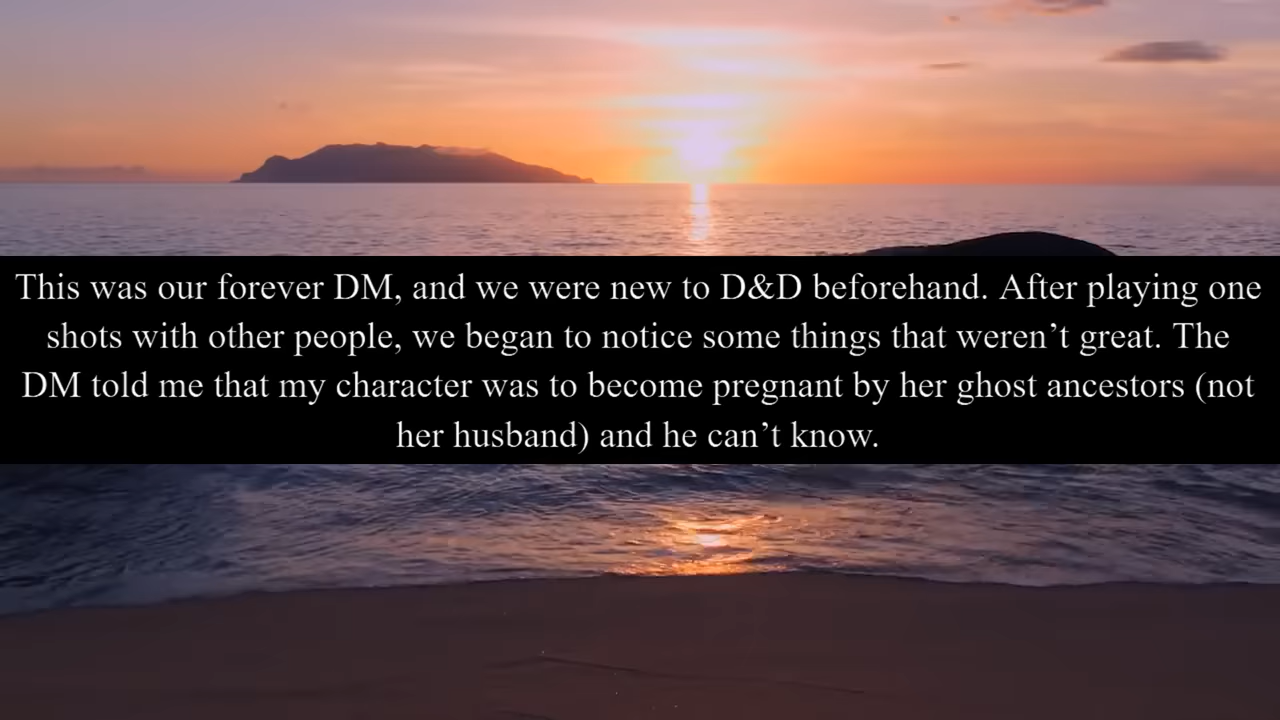 This was our forever DM, and we were new to D&D beforehand. After playing one
shots with other people, we began to notice some things that weren’t great. The
DM told me that my character was to become pregnant by her ghost ancestors (not
her husband) and he can’t know.